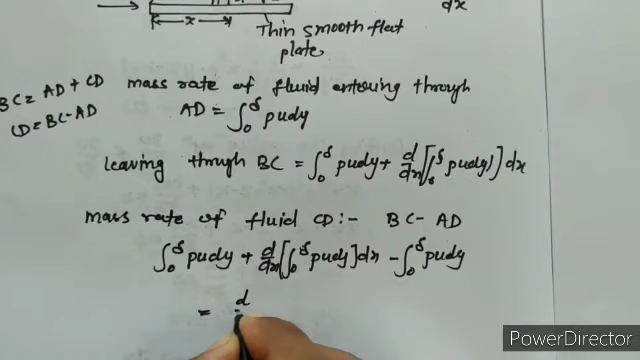 x
dx
Thin smooth flat
plate
BC = AD + CD
CD = BC - AD
mass rate of fluid entering through
AD = ∫₀^δ ρudy
Leaving though BC = ∫₀^δ ρudy + d/dx [∫₀^δ ρudy)] dx
mass rate of fluid CD :- BC - AD
∫₀^δ ρudy + d/dx [∫₀^δ ρudy] dx - ∫₀^δ ρudy
= d
PowerDirector